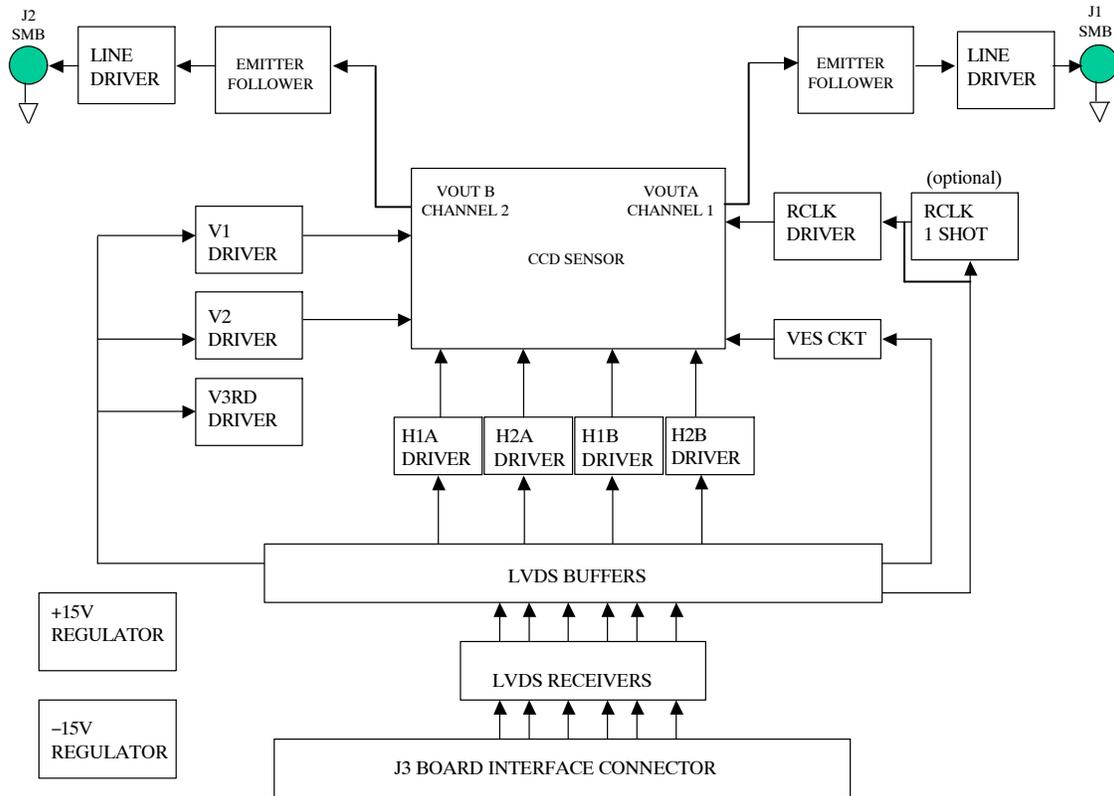 J2
SMB
LINE
DRIVER
EMITTER
FOLLOWER
EMITTER
FOLLOWER
LINE
DRIVER
J1
SMB
VOUT B
CHANNEL 2
VOUTA
CHANNEL 1
CCD SENSOR
(optional)
RCLK
DRIVER
RCLK
1 SHOT
V1
DRIVER
V2
DRIVER
VES CKT
V3RD
DRIVER
H1A
DRIVER
H2A
DRIVER
H1B
DRIVER
H2B
DRIVER
LVDS BUFFERS
+15V
REGULATOR
LVDS RECEIVERS
–15V
REGULATOR
J3 BOARD INTERFACE CONNECTOR